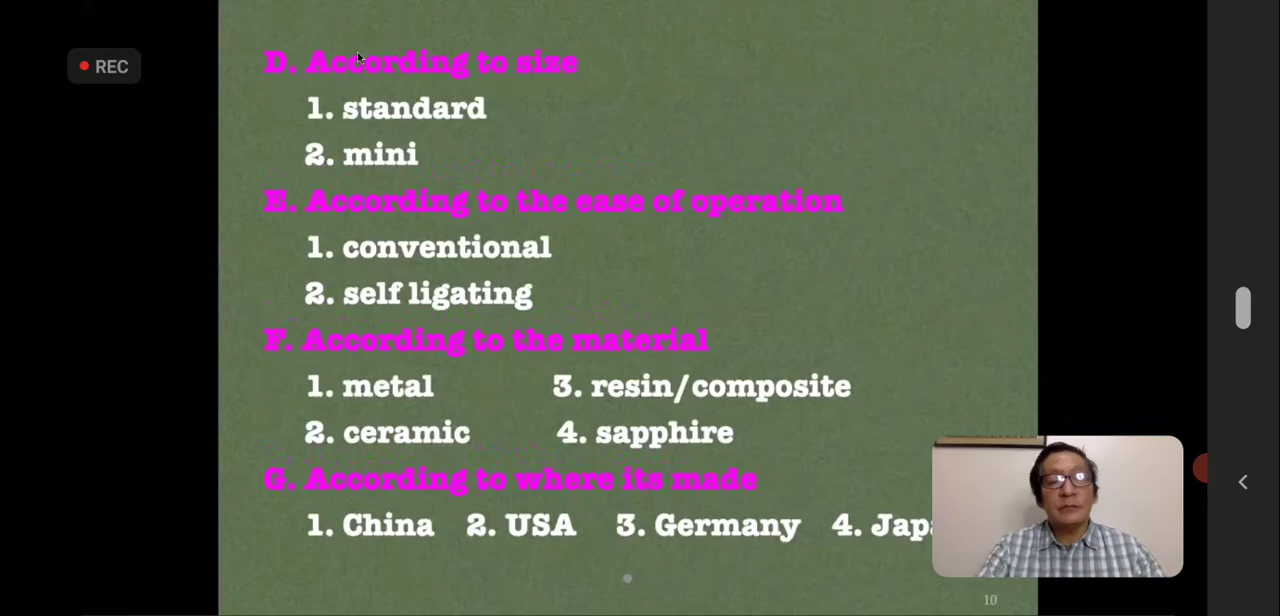 REC
D. According to size
1. standard
2. mini
E. According to the ease of operation
1. conventional
2. self ligating
F. According to the material
1. metal 3. resin/composite
2. ceramic 4. sapphire
G. According to where its made
1. China 2. USA 3. Germany 4.
10